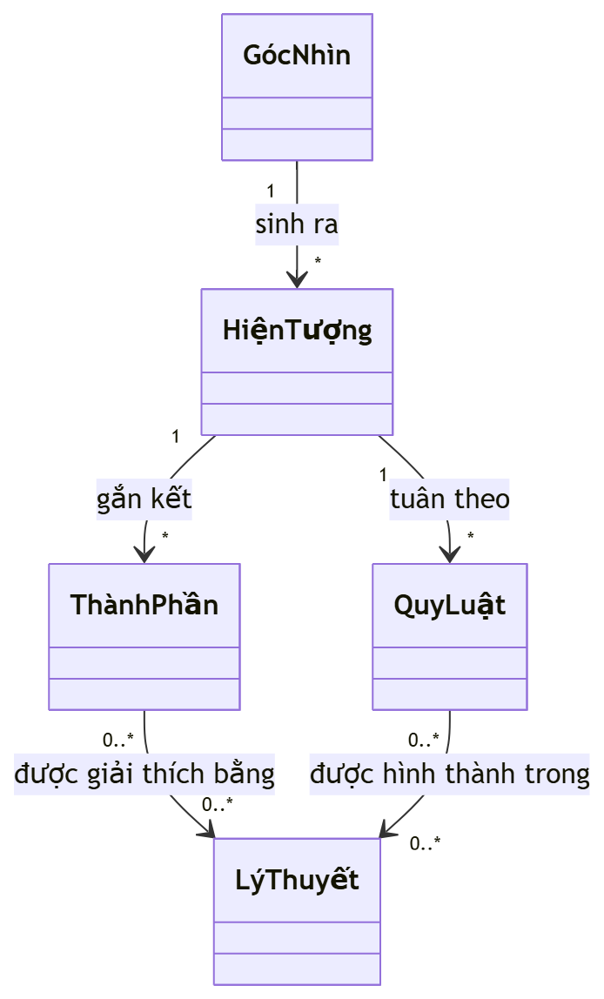 GócNhìn
1
sinh ra
*
HiệnTượng
1
1
gắn kết
tuân theo
*
*
ThànhPhần
QuyLuật
0..*
0..*
được giải thích bằng
được hình thành trong
0..*
0..*
LýThuyết